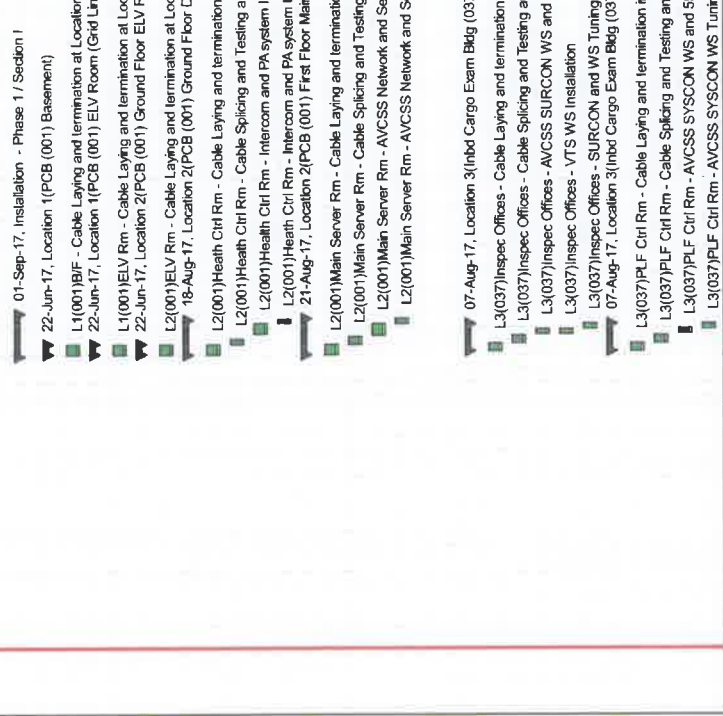 01-Sep-17, Installation - Phase 1 / Section I
22-Jun-17, Location 1(PCB (001) Basement)
L1(001)B/F - Cable Laying and termination at Location
22-Jun-17, Location 1(PCB (001) ELV Room (Grid Lin
L1(001)ELV Rm - Cable Laying and termination at Loc
22-Jun-17, Location 2(PCB (001) Ground Floor ELV R
L2(001)ELV Rm - Cable Laying and termination at Loc
18-Aug-17, Location 2(PCB (001) Ground Floor D
L2(001)Heath Ctrl Rm - Cable Laying and termination
L2(001)Heath Ctrl Rm - Cable Splicing and Testing a
L2(001)Health Ctrl Rm - Intercom and PA system I
L2(001)Heath Ctrl Rm - Intercom and PA system I
21-Aug-17, Location 2(PCB (001) First Floor Main
L2(001)Main Server Rm - Cable Laying and terminatio
L2(001)Main Server Rm - Cable Splicing and Testing
L2(001)Main Server Rm - AVCSS Network and Se
L2(001)Main Server Rm - AVCSS Network and Se
07-Aug-17, Location 3(Inbd Cargo Exam Bldg (037
L3(037)Inspec Offices - Cable Laying and termination
L3(037)Inspec Offices - Cable Splicing and Testing a
L3(037)Inspec Offices - AVCSS SURCON WS and
L3(037)Inspec Offices - VTS WS Installation
L3(037)Inspec Offices - SURCON and WS Tuning
07-Aug-17, Location 3(Inbd Cargo Exam Bldg (037
L3(037)PLF Ctrl Rm - Cable Laying and termination i
L3(037)PLF Ctrl Rm - Cable Splicing and Testing an
L3(037)PLF Ctrl Rm - AVCSS SYSCON WS and 5
L3(037)PLF Ctrl Rm - AVCSS SYSCON WS Tunin